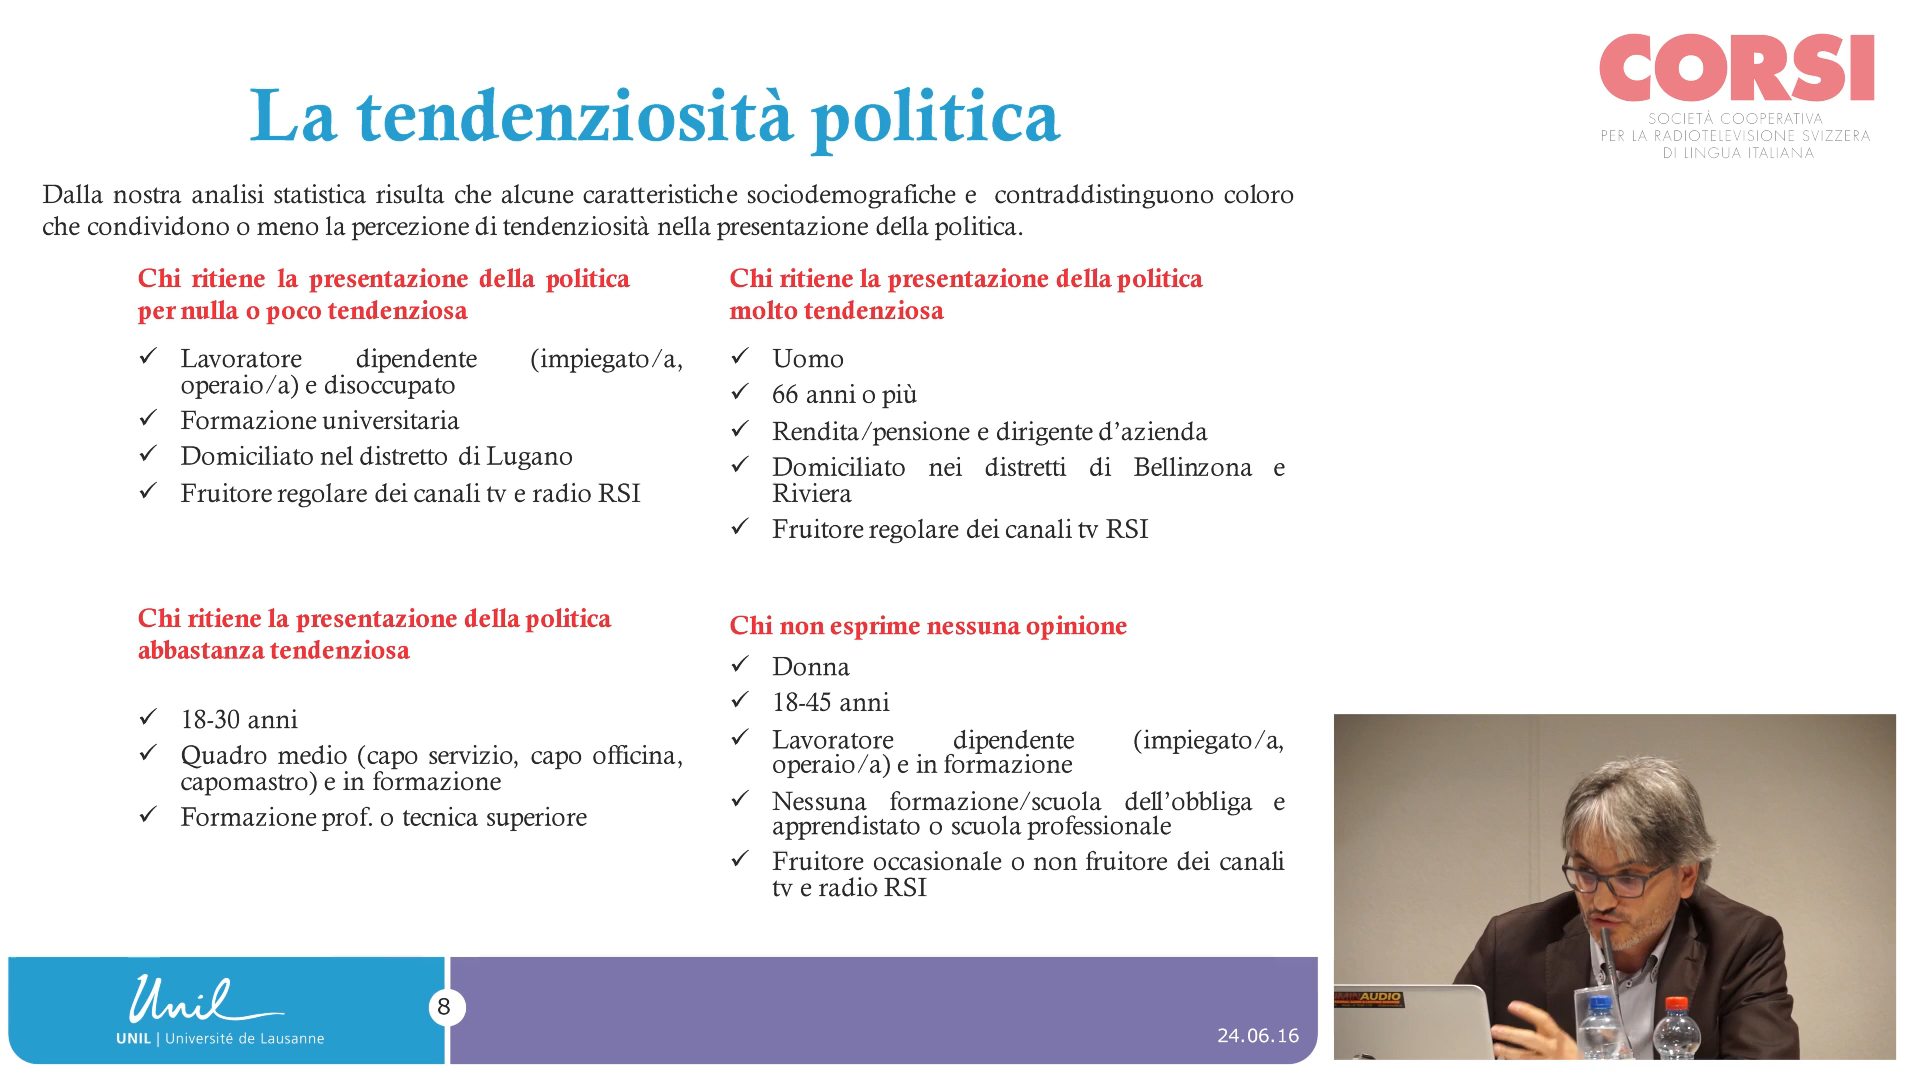 CORSI
SOCIETÀ COOPERATIVA
PER LA RADIOTELEVISIONE SVIZZERA
DI LINGUA ITALIANA
La tendenziosità politica
Dalla nostra analisi statistica risulta che alcune caratteristiche sociodemografiche e contraddistinguono coloro
che condividono o meno la percezione di tendenziosità nella presentazione della politica.
Chi ritiene la presentazione della politica
per nulla o poco tendenziosa
✓ Lavoratore dipendente (impiegato/a,
operaio/a) e disoccupato
✓ Formazione universitaria
✓ Domiciliato nel distretto di Lugano
✓ Fruitore regolare dei canali tv e radio RSI
Chi ritiene la presentazione della politica
molto tendenziosa
✓ Uomo
✓ 66 anni o più
✓ Rendita/pensione e dirigente d’azienda
✓ Domiciliato nei distretti di Bellinzona e
Riviera
✓ Fruitore regolare dei canali tv RSI
Chi ritiene la presentazione della politica
abbastanza tendenziosa
✓ 18-30 anni
✓ Quadro medio (capo servizio, capo officina,
capomastro) e in formazione
✓ Formazione prof. o tecnica superiore
Chi non esprime nessuna opinione
✓ Donna
✓ 18-45 anni
✓ Lavoratore dipendente (impiegato/a,
operaio/a) e in formazione
✓ Nessuna formazione/scuola dell’obbliga e
apprendistato o scuola professionale
✓ Fruitore occasionale o non fruitore dei canali
tv e radio RSI
Unil
UNIL | Université de Lausanne
8
24.06.16
AUDIO